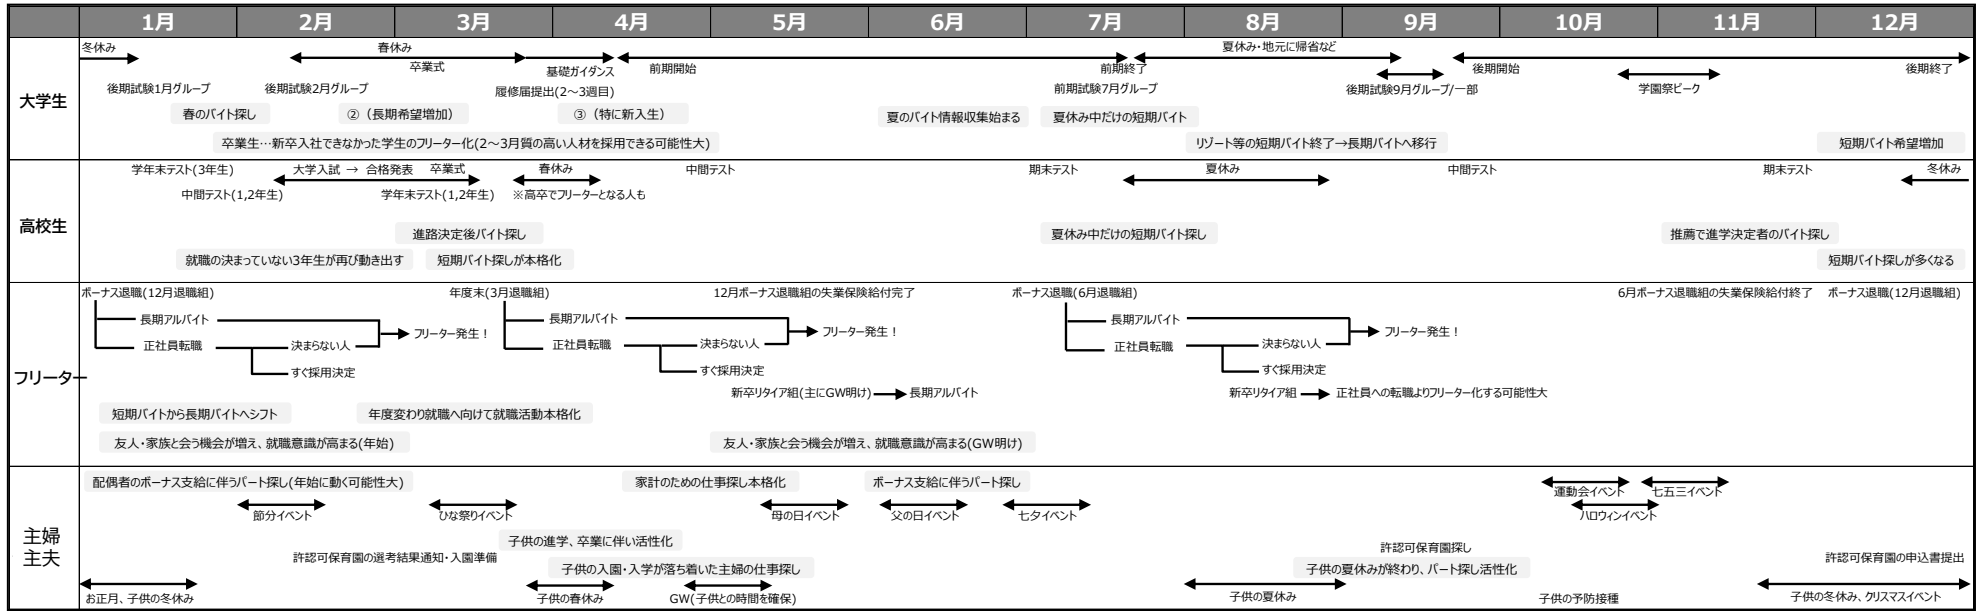 1月 2月 3月 4月 5月 6月 7月 8月 9月 10月 11月 12月
大学生
冬休み 春休み 夏休み・地元に帰省など
卒業式 基礎ガイダンス 前期開始 前期終了 後期開始 後期終了
後期試験1月グループ 後期試験2月グループ 履修届提出(2～3週目) 前期試験7月グループ 後期試験9月グループ/一部 学園祭ピーク
春のバイト探し ②（長期希望増加） ③（特に新入生） 夏のバイト情報収集始まる 夏休み中だけの短期バイト
卒業生…新卒入社できなかった学生のフリーター化(2～3月質の高い人材を採用できる可能性大) リゾート等の短期バイト終了→長期バイトへ移行 短期バイト希望増加
高校生
学年末テスト(3年生) 大学入試 → 合格発表 卒業式 春休み 中間テスト 期末テスト 夏休み 中間テスト 期末テスト 冬休み
中間テスト(1,2年生) 学年末テスト(1,2年生) ※高卒でフリーターとなる人も
進路決定後バイト探し 夏休み中だけの短期バイト探し 推薦で進学決定者のバイト探し
就職の決まっていない3年生が再び動き出す 短期バイト探しが本格化 短期バイト探しが多くなる
フリーター
ボーナス退職(12月退職組) 年度末(3月退職組) 12月ボーナス退職組の失業保険給付完了 ボーナス退職(6月退職組) 6月ボーナス退職組の失業保険給付終了 ボーナス退職(12月退職組)
長期アルバイト フリーター発生！ 長期アルバイト フリーター発生！ 長期アルバイト フリーター発生！
正社員転職 決まらない人 正社員転職 決まらない人 正社員転職 決まらない人
すぐ採用決定 すぐ採用決定 すぐ採用決定
新卒リタイア組(主にGW明け) 長期アルバイト 新卒リタイア組 正社員への転職よりフリーター化する可能性大
短期バイトから長期バイトへシフト 年度変わり就職へ向けて就職活動本格化
友人・家族と会う機会が増え、就職意識が高まる(年始) 友人・家族と会う機会が増え、就職意識が高まる(GW明け)
主婦
主夫
配偶者のボーナス支給に伴うパート探し(年始に動く可能性大) 家計のための仕事探し本格化 ボーナス支給に伴うパート探し 運動会イベント 七五三イベント
節分イベント ひな祭りイベント 母の日イベント 父の日イベント 七夕イベント ハロウィンイベント
子供の進学、卒業に伴い活性化
許認可保育園の選考結果通知・入園準備 許認可保育園探し 許認可保育園の申込書提出
子供の入園・入学が落ち着いた主婦の仕事探し 子供の夏休みが終わり、パート探し活性化
お正月、子供の冬休み 子供の春休み GW(子供との時間を確保) 子供の夏休み 子供の予防接種 子供の冬休み、クリスマスイベント